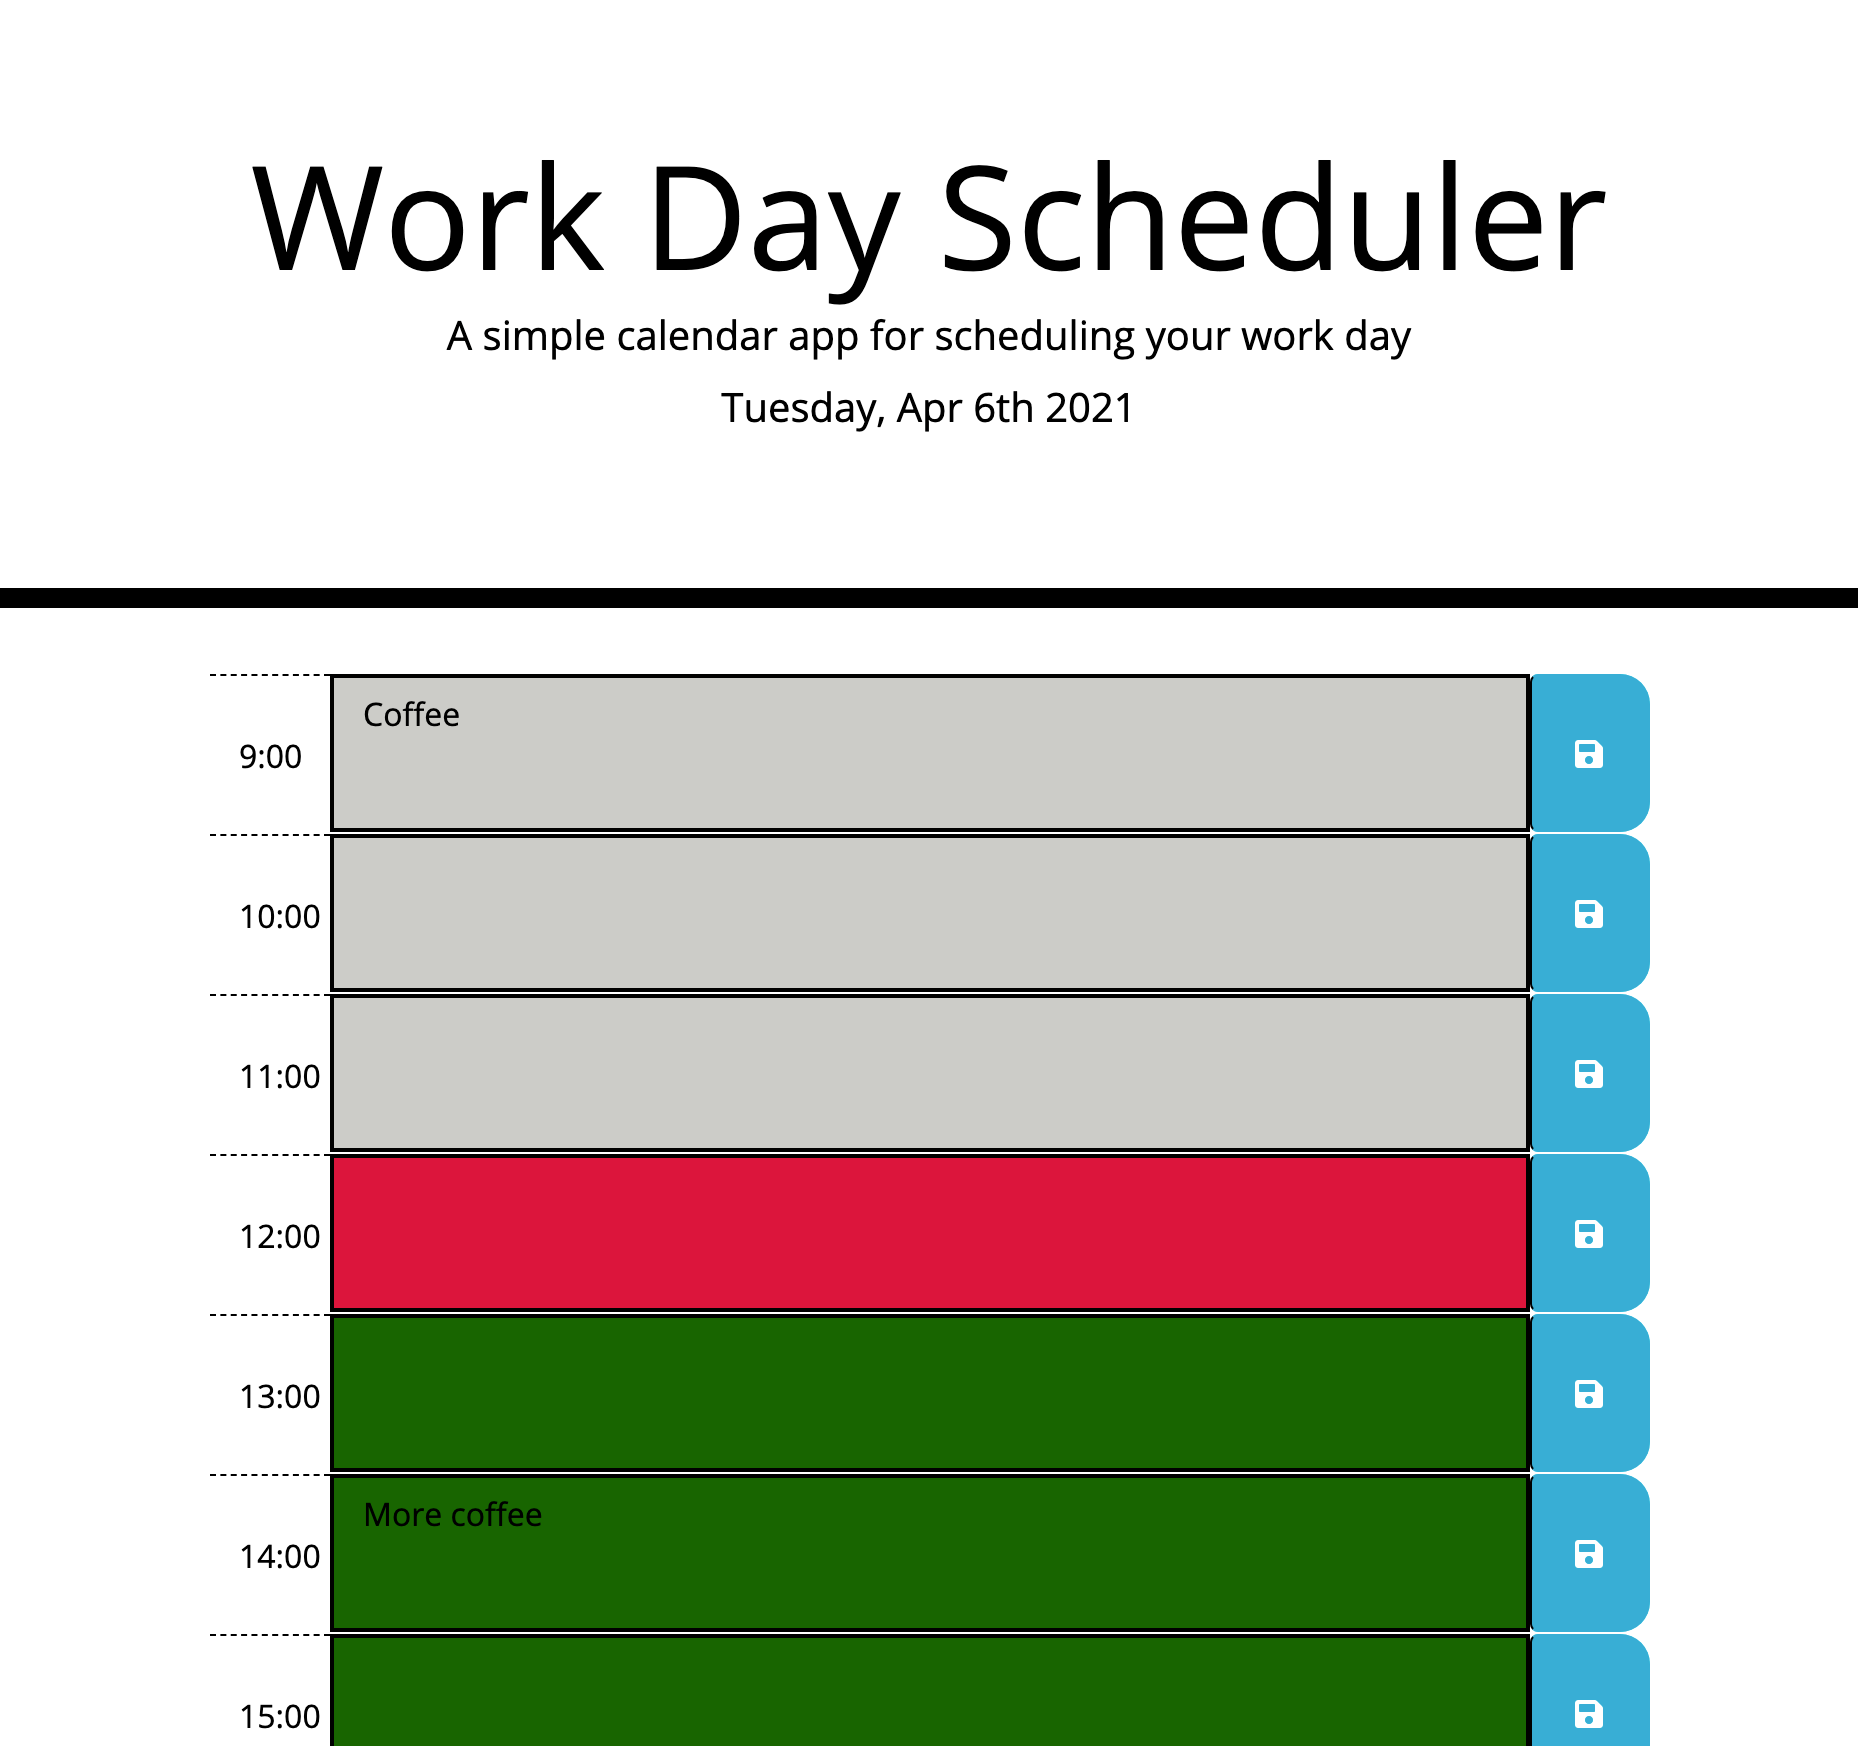 Work Day Scheduler
A simple calendar app for scheduling your work day
Tuesday, Apr 6th 2021
Coffee
9:00
10:00
11:00
12:00
13:00
More coffee
14:00
15:00